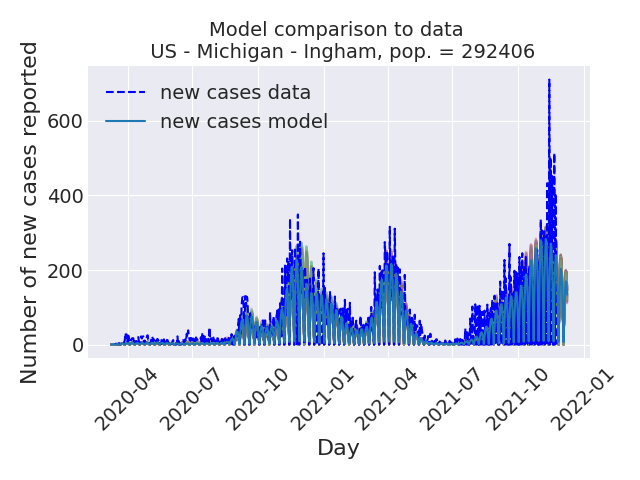 Model comparison to data
US - Michigan - Ingham, pop. = 292406
new cases data
new cases model
Number of new cases reported
600
400
200
0
2020-04
2020-07
2020-10
2021-01
2021-04
2021-07
2021-10
2022-01
Day